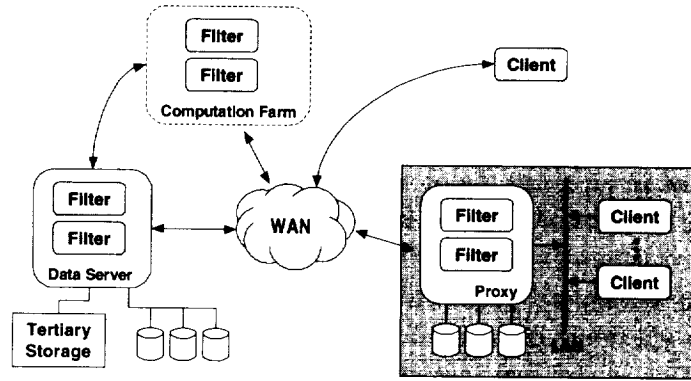 Filter
Filter
Computation Farm
Client
Filter
Filter
Data Server
WAN
Filter
Filter
Proxy
Client
Client
Tertiary
Storage